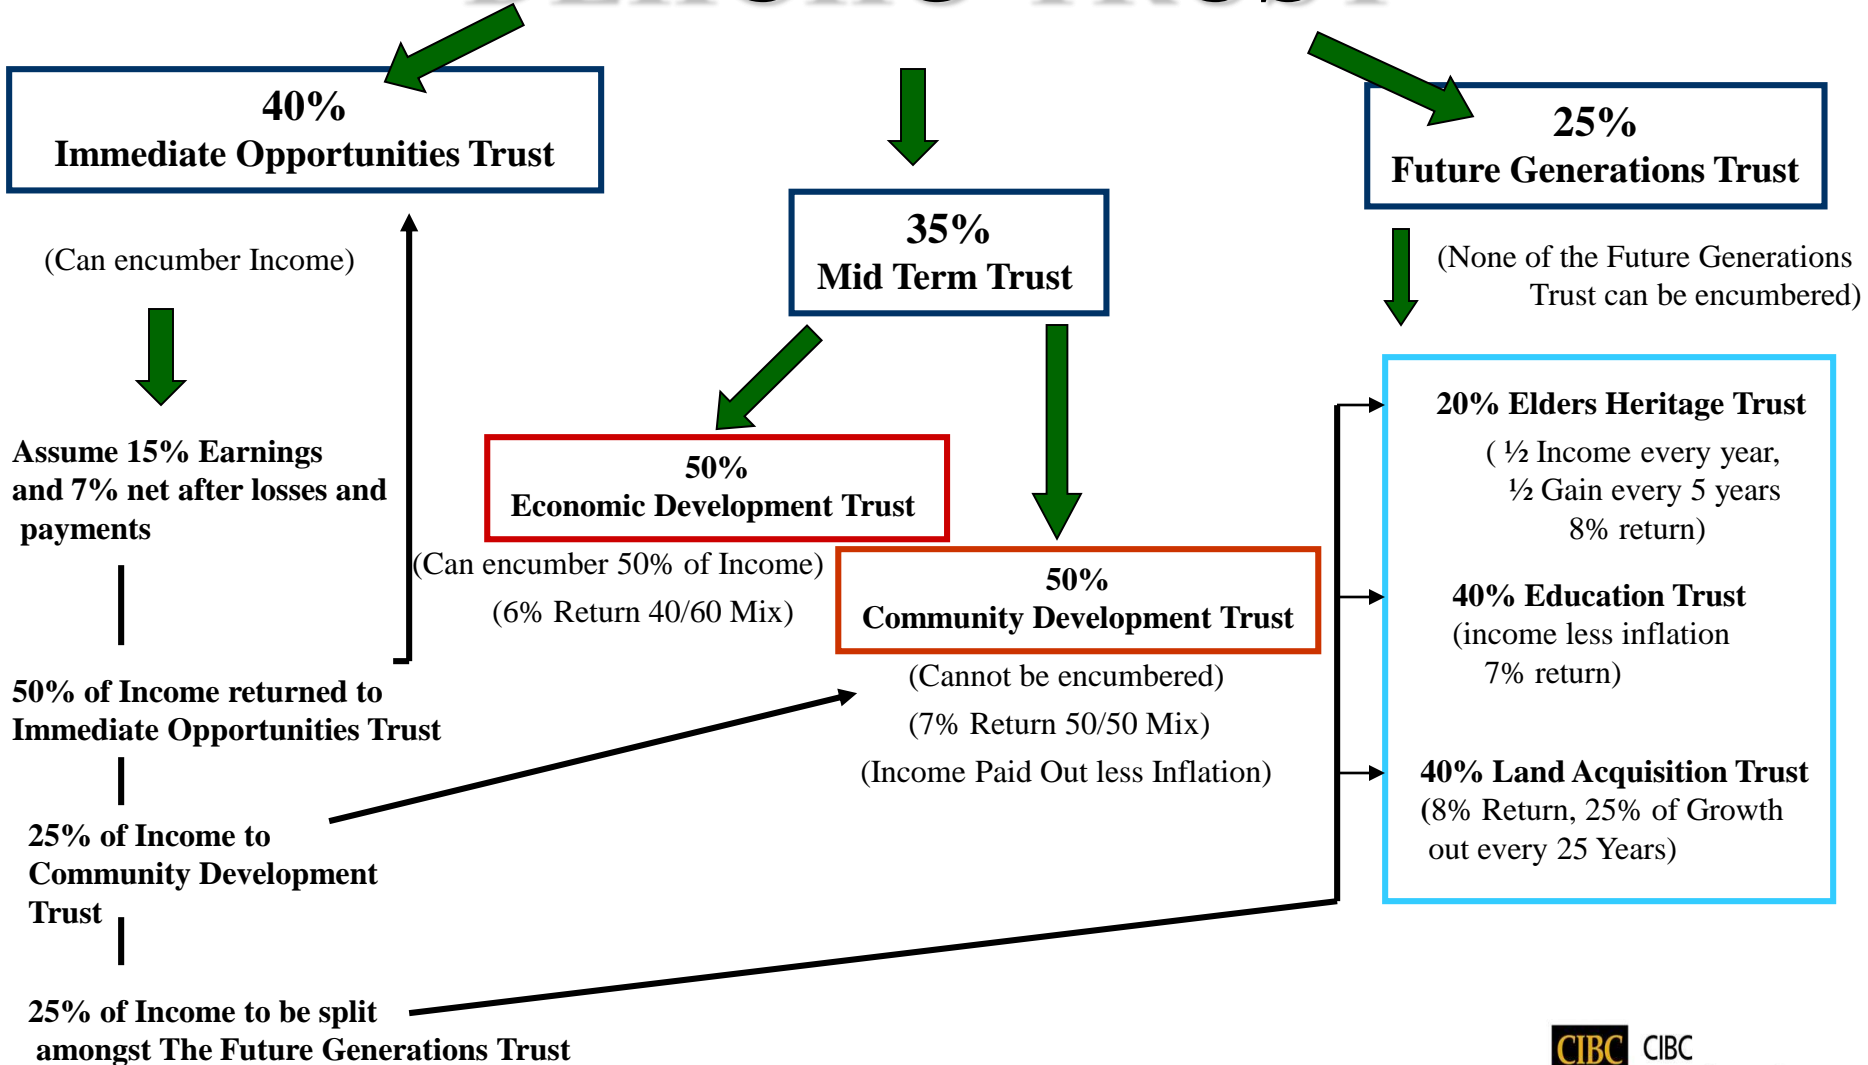 40%
Immediate Opportunities Trust
(Can encumber Income)
Assume 15% Earnings
and 7% net after losses and
payments
50% of Income returned to
Immediate Opportunities Trust
25% of Income to
Community Development
Trust
25% of Income to be split
amongst The Future Generations Trust
35%
Mid Term Trust
50%
Economic Development Trust
(Can encumber 50% of Income)
(6% Return 40/60 Mix)
50%
Community Development Trust
(Cannot be encumbered)
(7% Return 50/50 Mix)
(Income Paid Out less Inflation)
25%
Future Generations Trust
(None of the Future Generations
Trust can be encumbered)
20% Elders Heritage Trust
( ½ Income every year,
½ Gain every 5 years
8% return)
40% Education Trust
(income less inflation
7% return)
40% Land Acquisition Trust
(8% Return, 25% of Growth
out every 25 Years)
CIBC CIBC